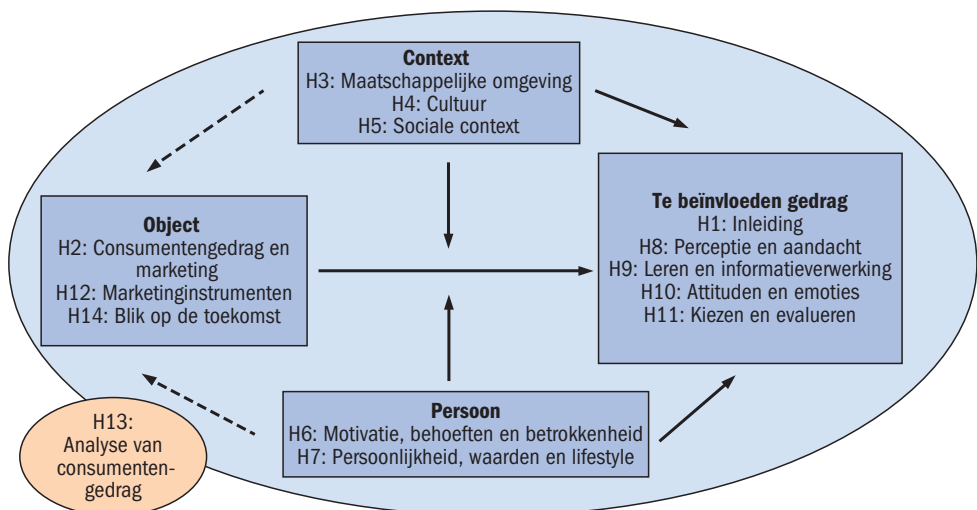 Context
H3: Maatschappelijke omgeving
H4: Cultuur
H5: Sociale context
Object
H2: Consumentengedrag en
marketing
H12: Marketinginstrumenten
H14: Blik op de toekomst
Te beïnvloeden gedrag
H1: Inleiding
H8: Perceptie en aandacht
H9: Leren en informatieverwerking
H10: Attituden en emoties
H11: Kiezen en evalueren
Persoon
H6: Motivatie, behoeften en betrokkenheid
H7: Persoonlijkheid, waarden en lifestyle
H13:
Analyse van
consumenten-
gedrag